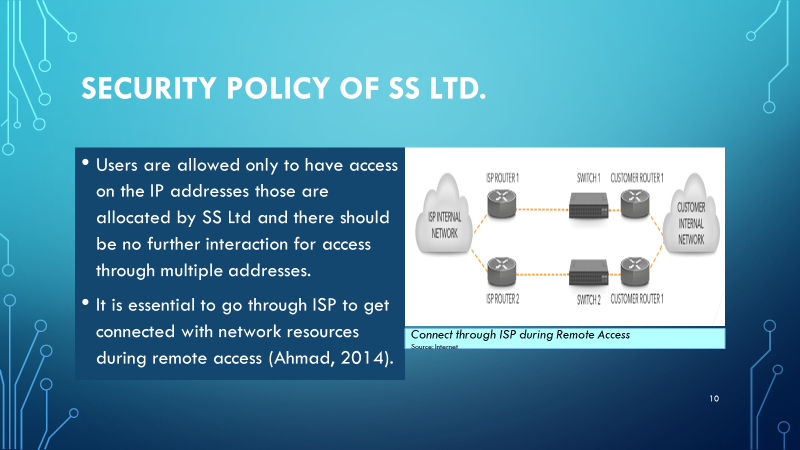 SECURITY POLICY OF SS LTD.
• Users are allowed only to have access
on the IP addresses those are
allocated by SS Ltd and there should
be no further interaction for access
through multiple addresses.
• It is essential to go through ISP to get
connected with network resources
during remote access (Ahmad, 2014).
ISP ROUTER 1
SWITCH 1
CUSTOMER ROUTER 1
ISP INTERNAL
NETWORK
CUSTOMER
INTERNAL
NETWORK
ISP ROUTER 2
SWITCH 2
CUSTOMER ROUTER 1
Connect through ISP during Remote Access
Source: Internet
10